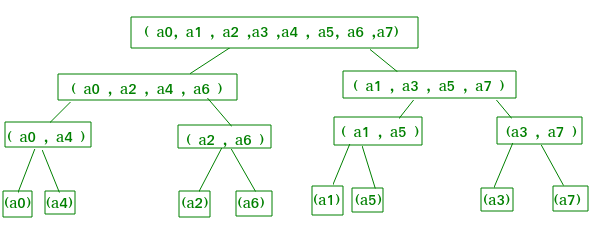 ( a0, a1 , a2 ,a3 ,a4 , a5, a6 ,a7)
( a0 , a2 , a4 , a6 )
( a1 , a3 , a5 , a7 )
( a0 , a4 )
( a2 , a6 )
( a1 , a5 )
(a3 , a7 )
(a0)
(a4)
(a2)
(a6)
(a1)
(a5)
(a3)
(a7)